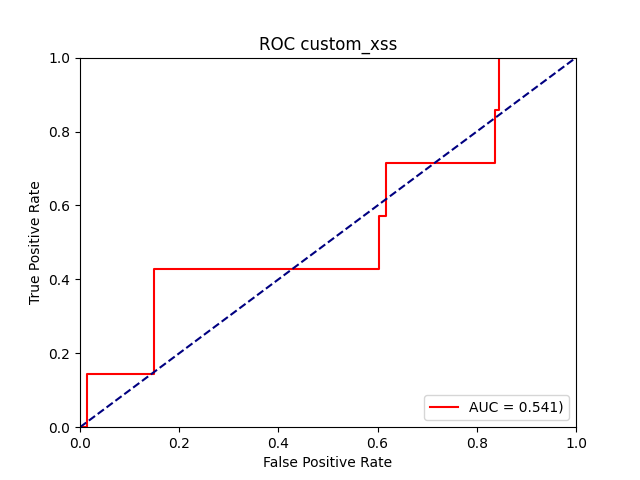 ROC custom_xss
1.0
0.8
0.6
0.4
0.2
0.0
True Positive Rate
AUC = 0.541)
0.0 0.2 0.4 0.6 0.8 1.0
False Positive Rate